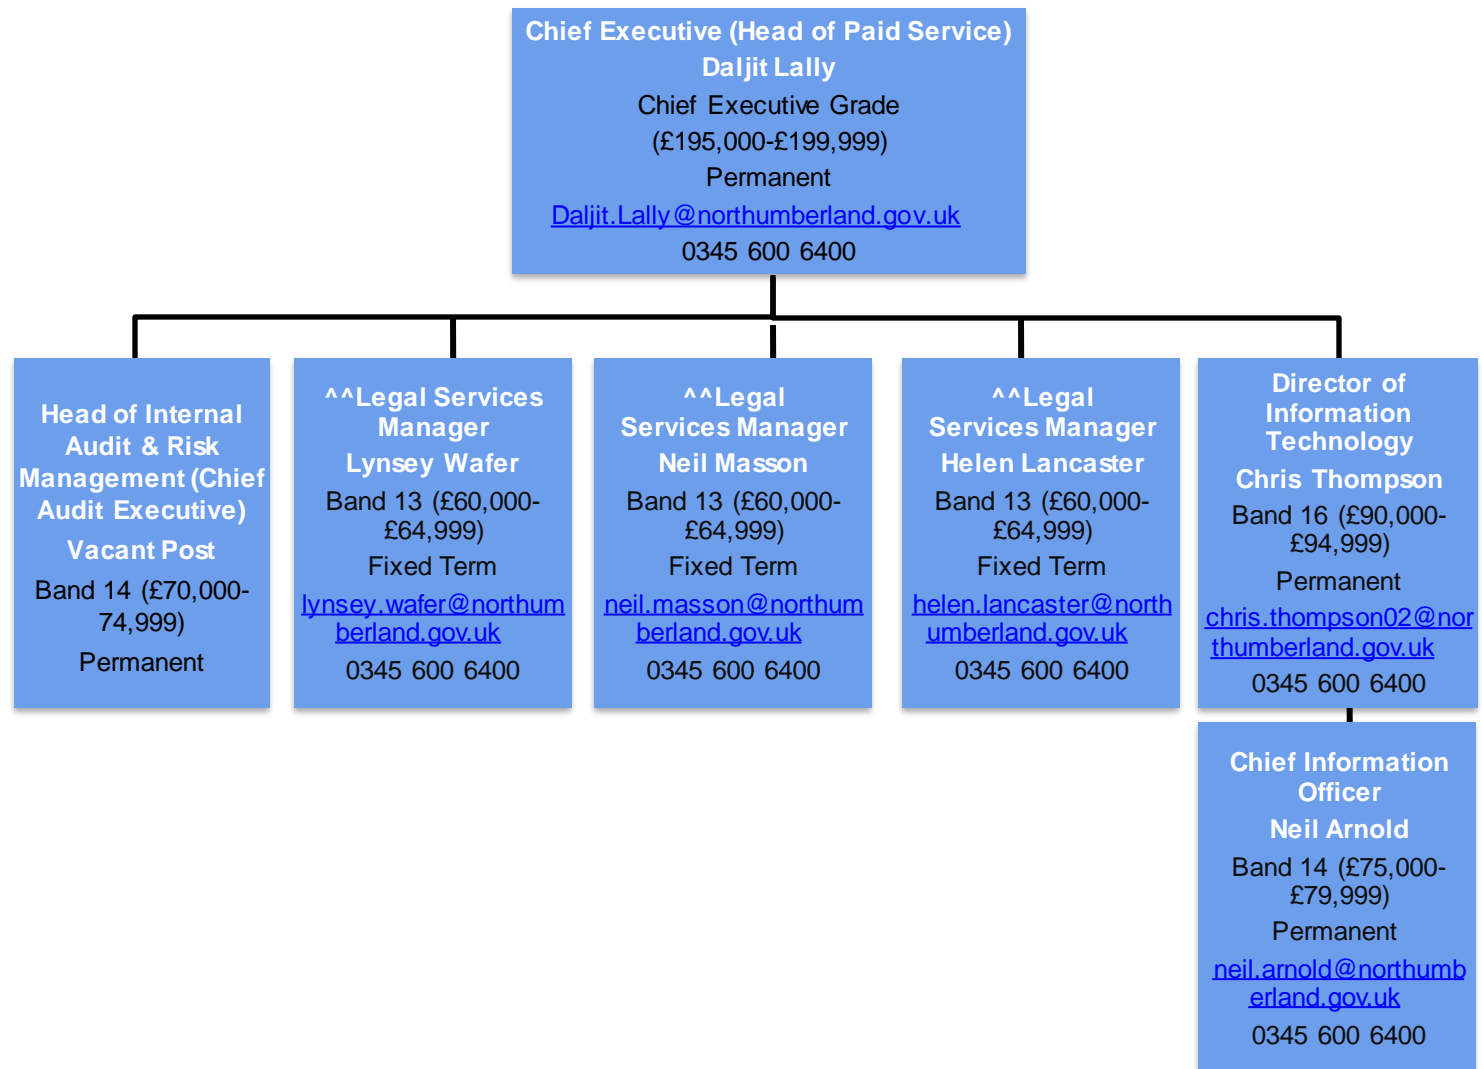 Chief Executive (Head of Paid Service)
Daljit Lally
Chief Executive Grade
(£195,000-£199,999)
Permanent
Daljit.Lally@northumberland.gov.uk
0345 600 6400
Head of Internal
Audit & Risk
Management (Chief
Audit Executive)
Vacant Post
Band 14 (£70,000-
74,999)
Permanent
^^Legal Services
Manager
Lynsey Wafer
Band 13 (£60,000-
£64,999)
Fixed Term
lynsey.wafer@northum
berland.gov.uk
0345 600 6400
^^Legal
Services Manager
Neil Masson
Band 13 (£60,000-
£64,999)
Fixed Term
neil.masson@northum
berland.gov.uk
0345 600 6400
^^Legal
Services Manager
Helen Lancaster
Band 13 (£60,000-
£64,999)
Fixed Term
helen.lancaster@north
umberland.gov.uk
0345 600 6400
Director of
Information
Technology
Chris Thompson
Band 16 (£90,000-
£94,999)
Permanent
chris.thompson02@nor
thumberland.gov.uk
0345 600 6400
Chief Information
Officer
Neil Arnold
Band 14 (£75,000-
£79,999)
Permanent
neil.arnold@northumb
erland.gov.uk
0345 600 6400